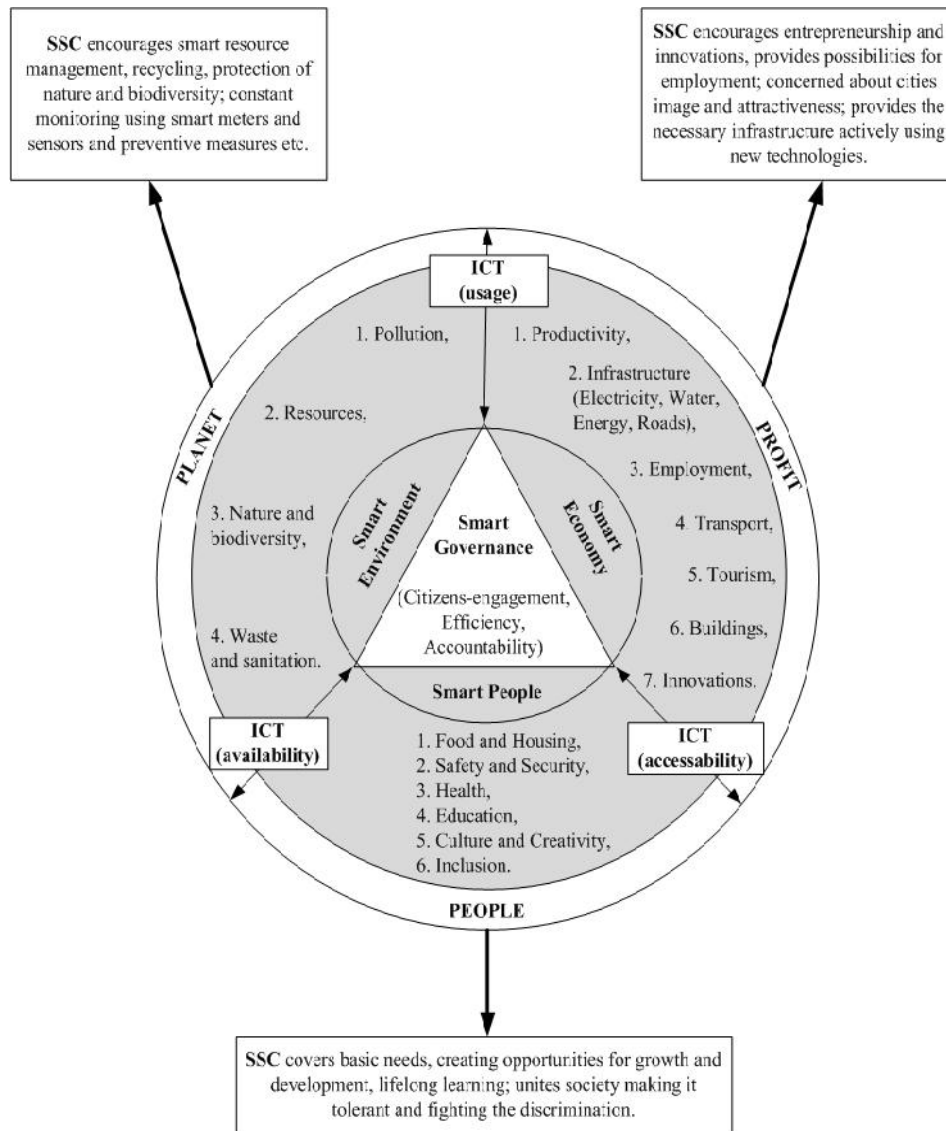 SSC encourages smart resource
management, recycling, protection of
nature and biodiversity; constant
monitoring using smart meters and
sensors and preventive measures etc.
SSC encourages entrepreneurship and
innovations, provides possibilities for
employment; concerned about cities
image and attractiveness; provides the
necessary infrastructure actively using
new technologies.
ICT
(usage)
1. Pollution,
2. Resources,
3. Nature and
biodiversity,
4. Waste
and sanitation.
1. Productivity,
2. Infrastructure
(Electricity, Water,
Energy, Roads),
3. Employment,
4. Transport,
5. Tourism,
6. Buildings,
7. Innovations.
PLANET
PROFIT
Smart
Environment
Smart
Governance
(Citizens-engagement,
Efficiency,
Accountability)
Smart
Economy
Smart People
ICT
(availability)
ICT
(accessability)
1. Food and Housing,
2. Safety and Security,
3. Health,
4. Education,
5. Culture and Creativity,
6. Inclusion.
PEOPLE
SSC covers basic needs, creating opportunities for growth and
development, lifelong learning; unites society making it
tolerant and fighting the discrimination.